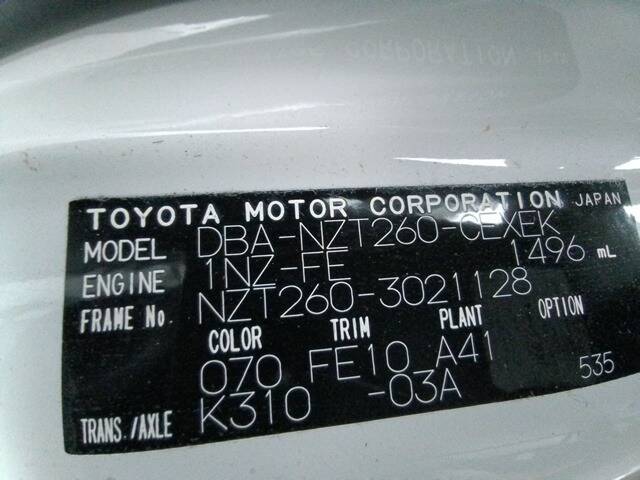 TOYOTA MOTOR CORPORATION JAPAN
MODEL DBA-NZT260-CEXEK
ENGINE 1NZ-FE 1496 mL
FRAME No. NZT260-3021128
COLOR TRIM PLANT OPTION
070 FE10 A41
TRANS./AXLE K310 -03A 535